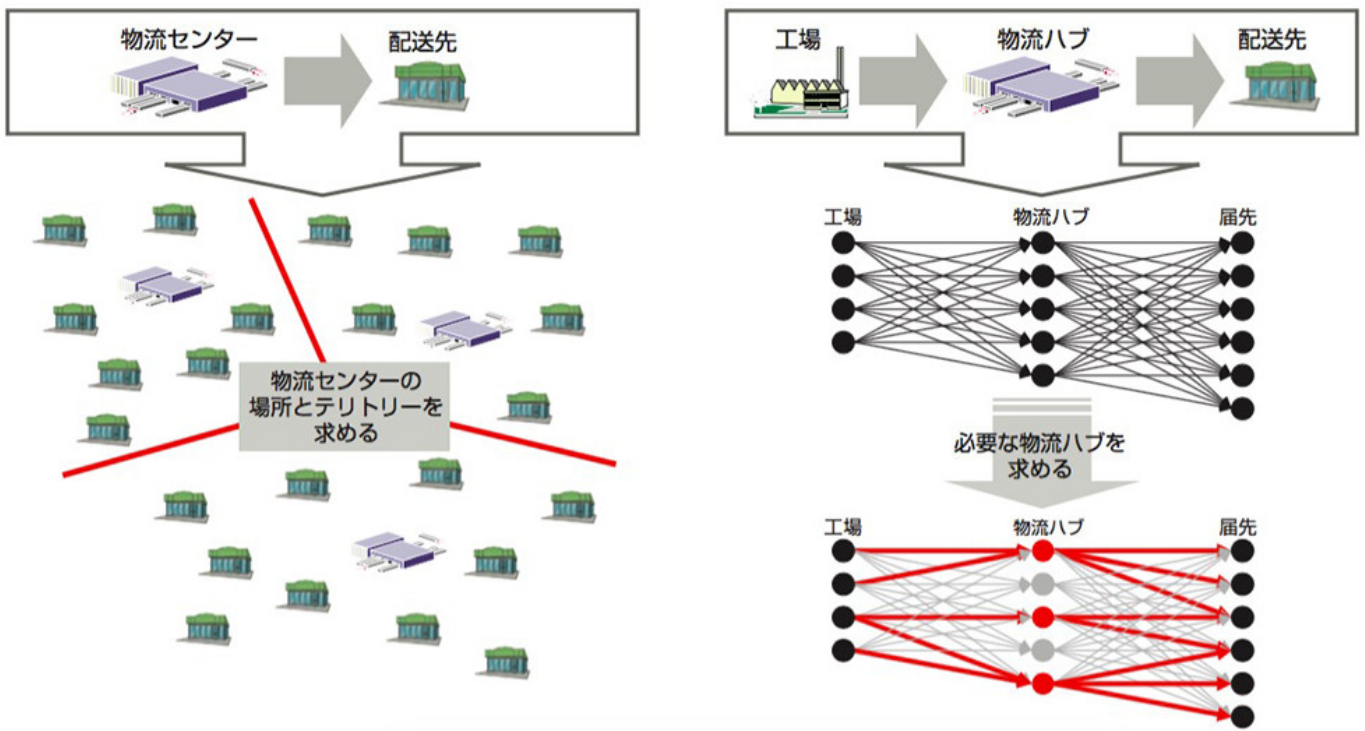 物流センター
配送先
物流センターの
場所とテリトリーを
求める
工場
物流ハブ
配送先
工場
物流ハブ
届先
必要な物流ハブを
求める
工場
物流ハブ
届先